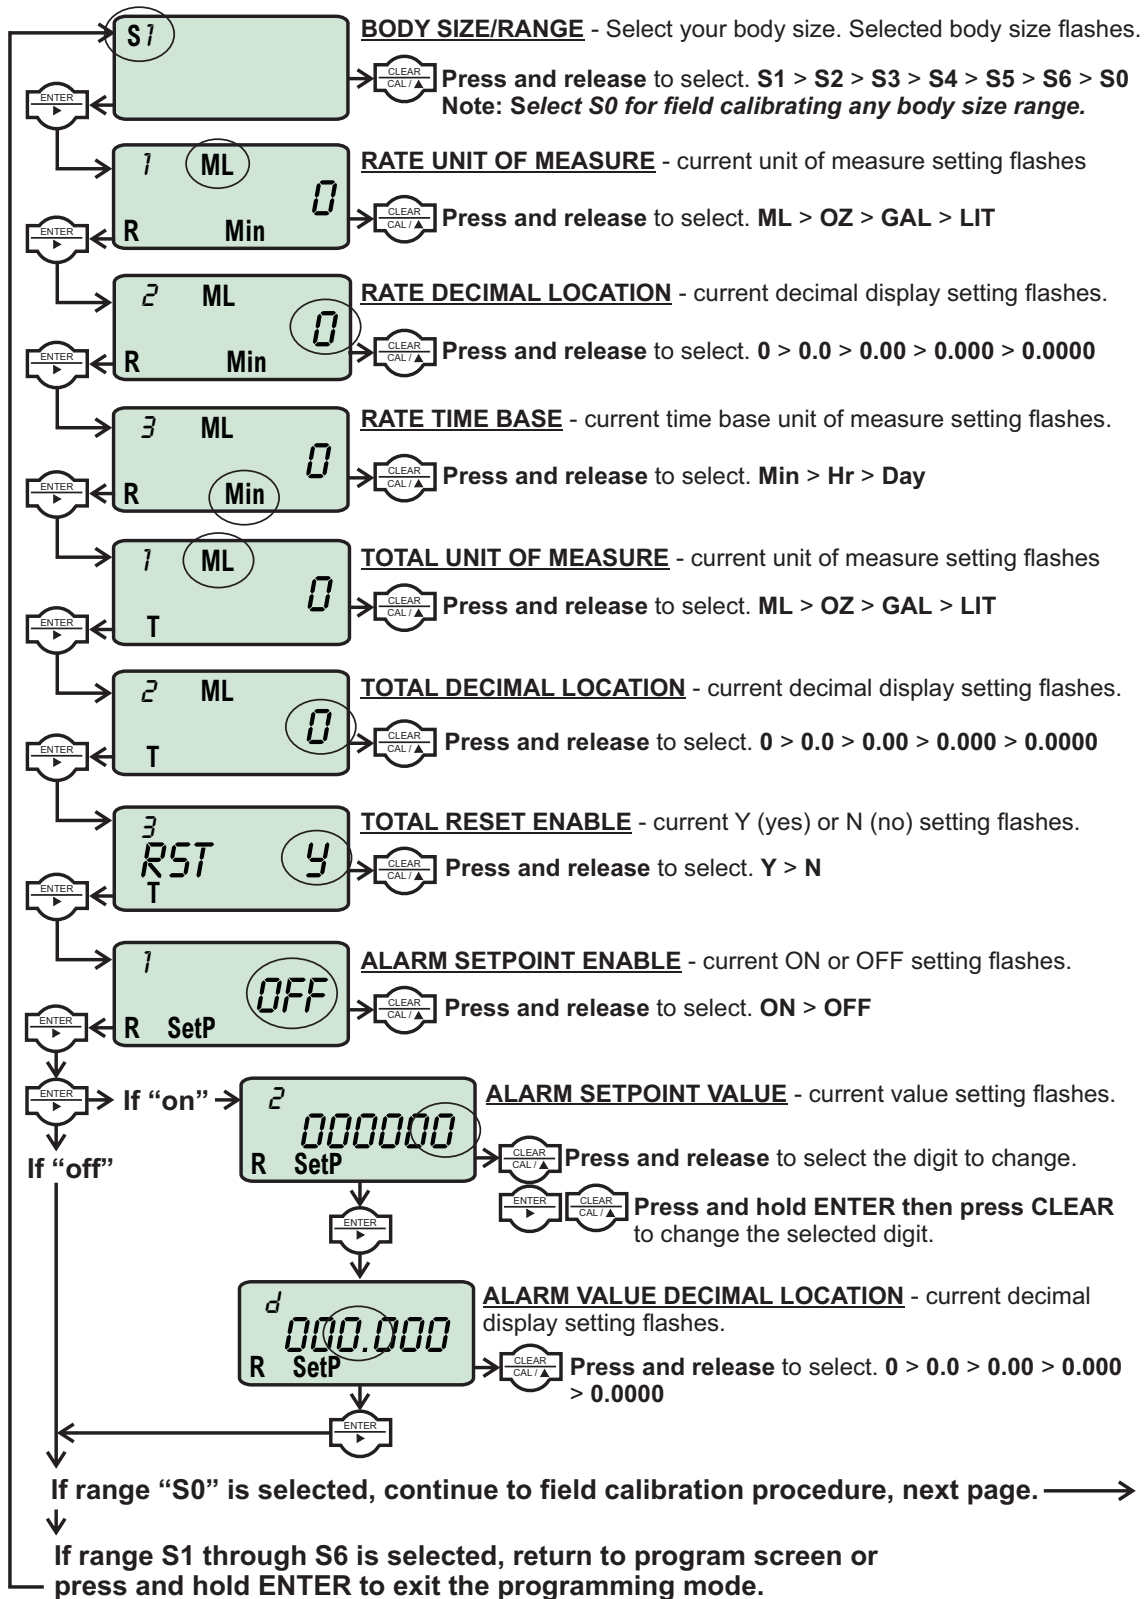 S1
BODY SIZE/RANGE - Select your body size. Selected body size flashes.
CLEAR
CAL / ▲
Press and release to select. S1 > S2 > S3 > S4 > S5 > S6 > S0
Note: Select S0 for field calibrating any body size range.
ENTER
1 ML
0
R Min
RATE UNIT OF MEASURE - current unit of measure setting flashes
CLEAR
CAL / ▲
Press and release to select. ML > OZ > GAL > LIT
ENTER
2 ML
0
R Min
RATE DECIMAL LOCATION - current decimal display setting flashes.
CLEAR
CAL / ▲
Press and release to select. 0 > 0.0 > 0.00 > 0.000 > 0.0000
ENTER
3 ML
0
R Min
RATE TIME BASE - current time base unit of measure setting flashes.
CLEAR
CAL / ▲
Press and release to select. Min > Hr > Day
ENTER
1 ML
0
T
TOTAL UNIT OF MEASURE - current unit of measure setting flashes
CLEAR
CAL / ▲
Press and release to select. ML > OZ > GAL > LIT
ENTER
2 ML
0
T
TOTAL DECIMAL LOCATION - current decimal display setting flashes.
CLEAR
CAL / ▲
Press and release to select. 0 > 0.0 > 0.00 > 0.000 > 0.0000
ENTER
3
RST Y
T
TOTAL RESET ENABLE - current Y (yes) or N (no) setting flashes.
CLEAR
CAL / ▲
Press and release to select. Y > N
ENTER
1
OFF
R SetP
ALARM SETPOINT ENABLE - current ON or OFF setting flashes.
CLEAR
CAL / ▲
Press and release to select. ON > OFF
ENTER
ENTER
If “on”
If “off”
2
000000
R SetP
ALARM SETPOINT VALUE - current value setting flashes.
CLEAR
CAL / ▲
Press and release to select the digit to change.
ENTER
CLEAR
CAL / ▲
Press and hold ENTER then press CLEAR
to change the selected digit.
ENTER
d
000.000
R SetP
ALARM VALUE DECIMAL LOCATION - current decimal
display setting flashes.
CLEAR
CAL / ▲
Press and release to select. 0 > 0.0 > 0.00 > 0.000
> 0.0000
ENTER
If range “S0” is selected, continue to field calibration procedure, next page.
If range S1 through S6 is selected, return to program screen or
press and hold ENTER to exit the programming mode.